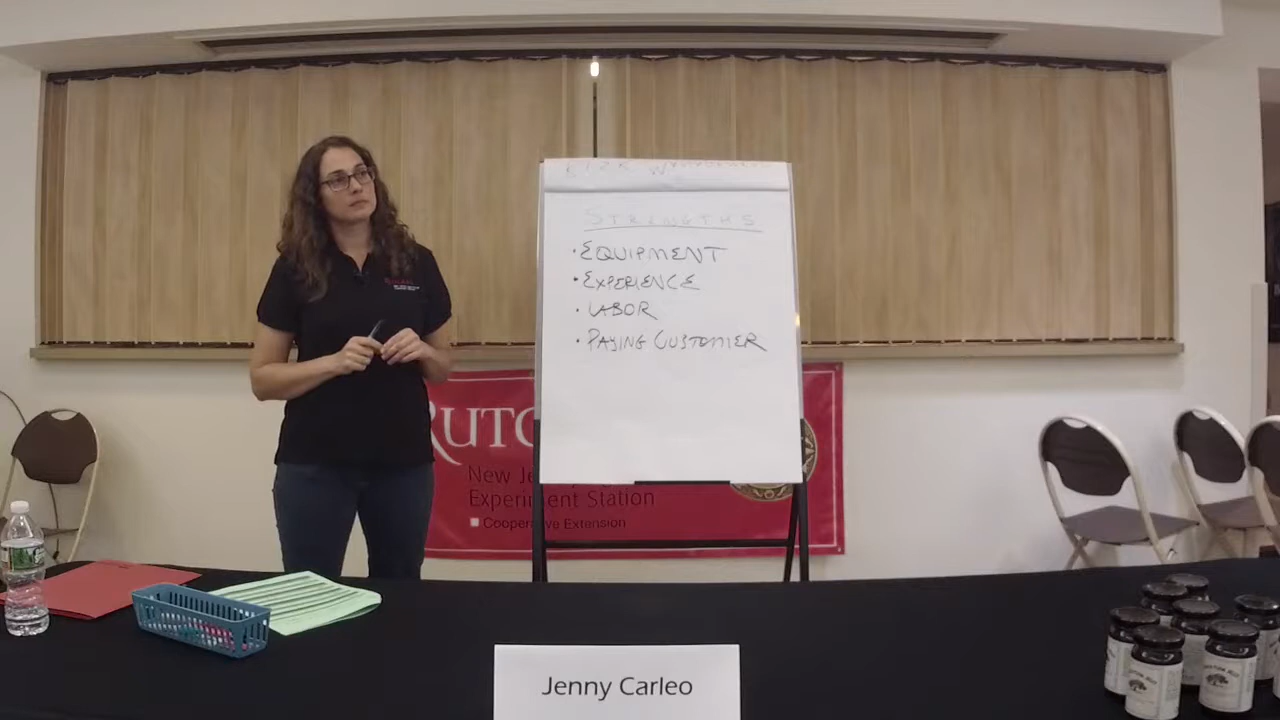 STRENGTHS
• EQUIPMENT
• EXPERIENCE
• LABOR
• PAYING CUSTOMER
RUTG
New Je
Experiment Station
Cooperative Extension
Jenny Carleo